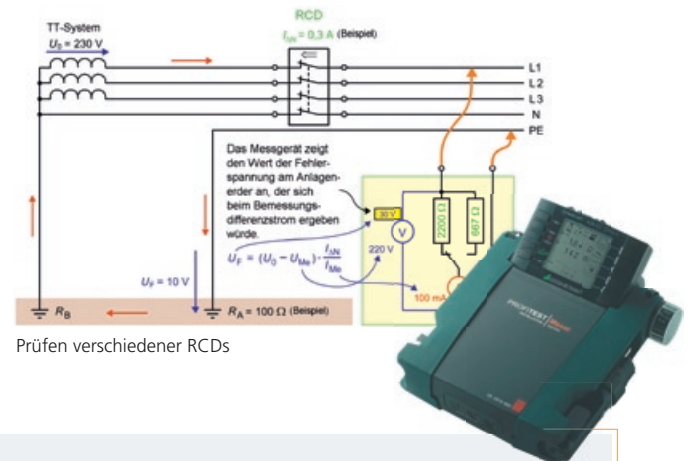 TT-System
U₀ = 230 V
RCD
I_ΔN = 0,3 A (Beispiel)
L1
L2
L3
N
PE
Das Messgerät zeigt
den Wert der Fehler-
spannung am Anlagen-
erder an, der sich
beim Bemessungs-
differenzstrom ergeben
würde.
30 V
V
2200 Ω
667 Ω
U_F = (U₀ – U_Me) · I_ΔN / I_Me
220 V
100 mA
U_F = 10 V
R_B
R_A = 100 Ω (Beispiel)
PROFITEST
Prüfen verschiedener RCDs